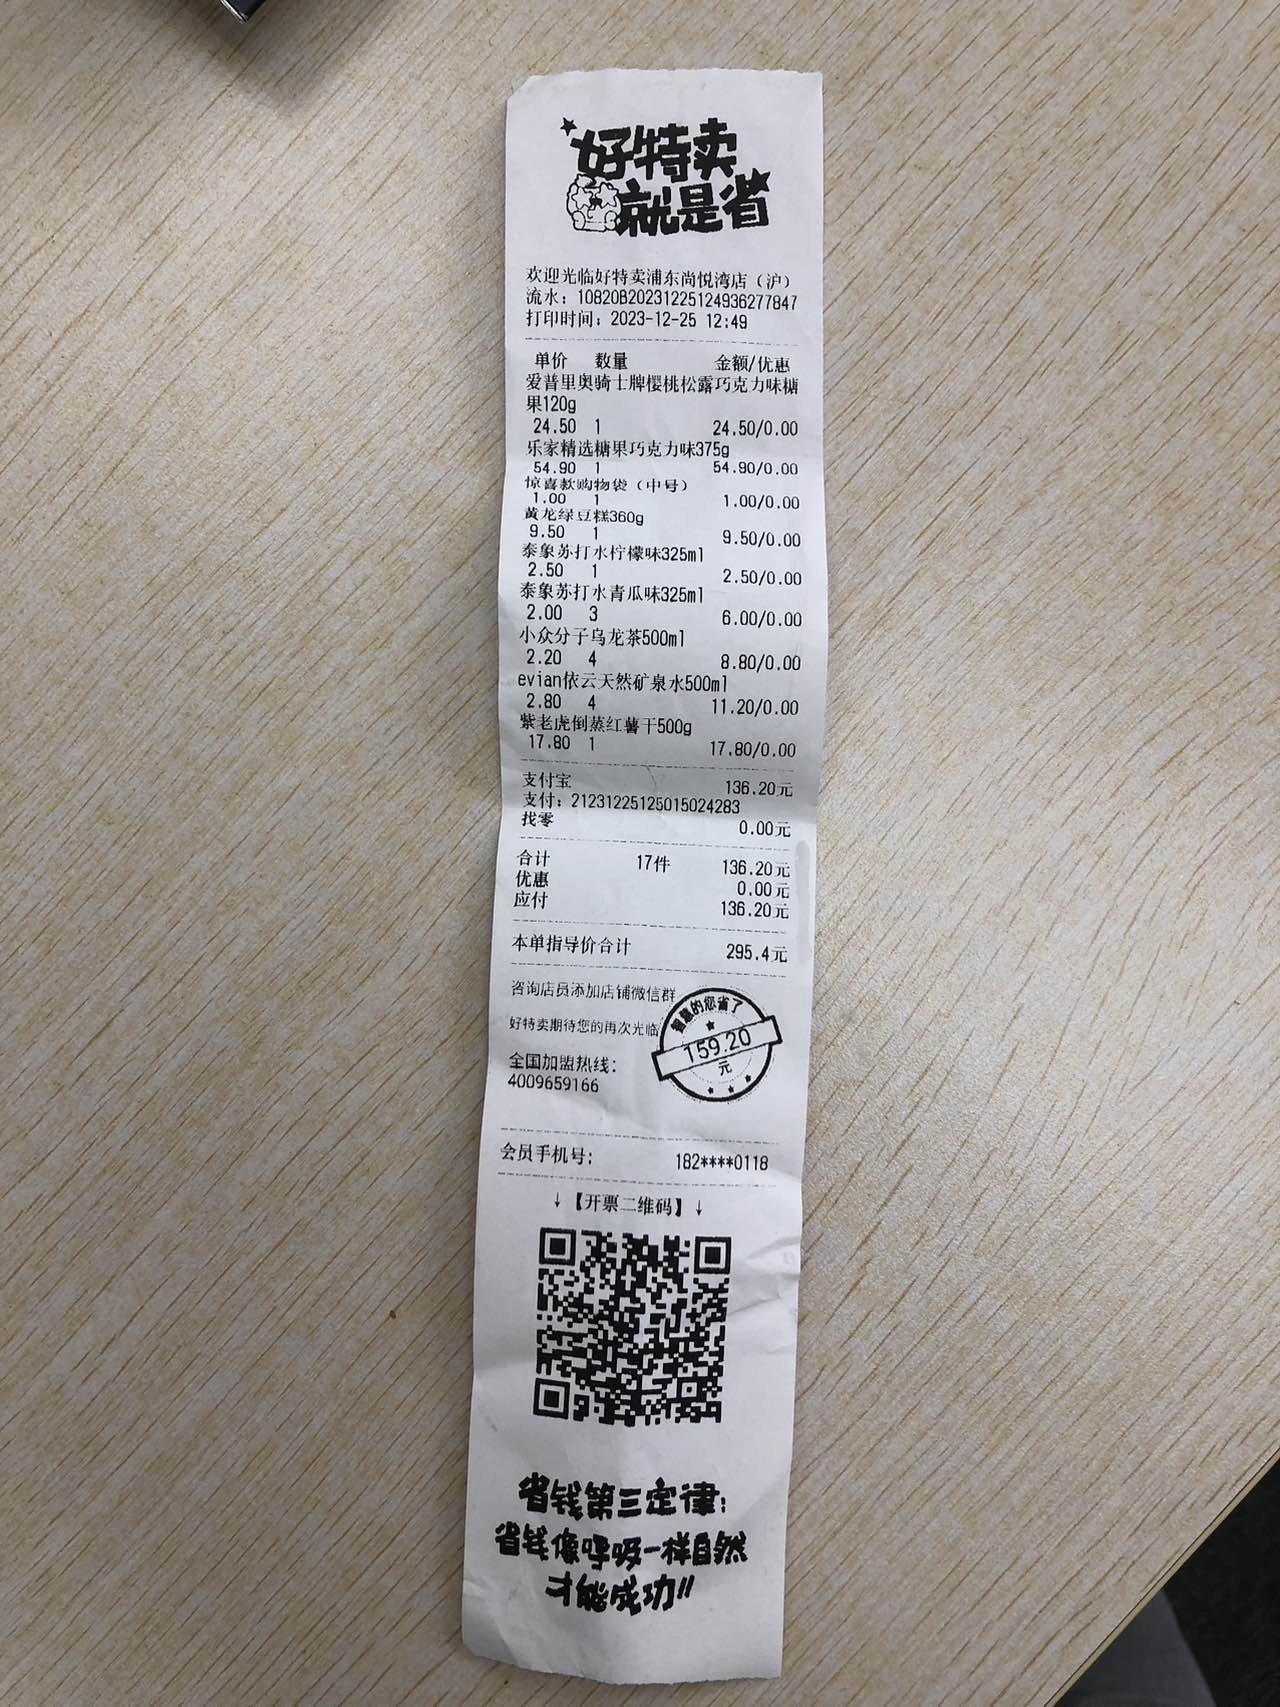 好特卖
就是省
欢迎光临好特卖浦东尚悦湾店（沪）
流水：10820B20231225124936277847
打印时间：2023-12-25 12:49
单价 数量 金额/优惠
爱普里奥骑士牌樱桃松露巧克力味糖
果120g
24.50 1 24.50/0.00
乐家精选糖果巧克力味375g
54.90 1 54.90/0.00
惊喜款购物袋（中号）
1.00 1 1.00/0.00
黄龙绿豆糕360g
9.50 1 9.50/0.00
泰象苏打水柠檬味325ml
2.50 1 2.50/0.00
泰象苏打水青瓜味325ml
2.00 3 6.00/0.00
小众分子乌龙茶500ml
2.20 4 8.80/0.00
evian依云天然矿泉水500ml
2.80 4 11.20/0.00
紫老虎倒蒸红薯干500g
17.80 1 17.80/0.00
支付宝 136.20元
支付：21231225125015024283
找零 0.00元
合计 17件 136.20元
优惠 0.00元
应付 136.20元
本单指导价合计 295.4元
咨询店员添加店铺微信群
好特卖期待您的再次光临
智慧的您省了
159.20
元
全国加盟热线：
4009659166
会员手机号： 182****0118
↓【开票二维码】↓
省钱第三定律：
省钱像呼吸一样自然
才能成功!!